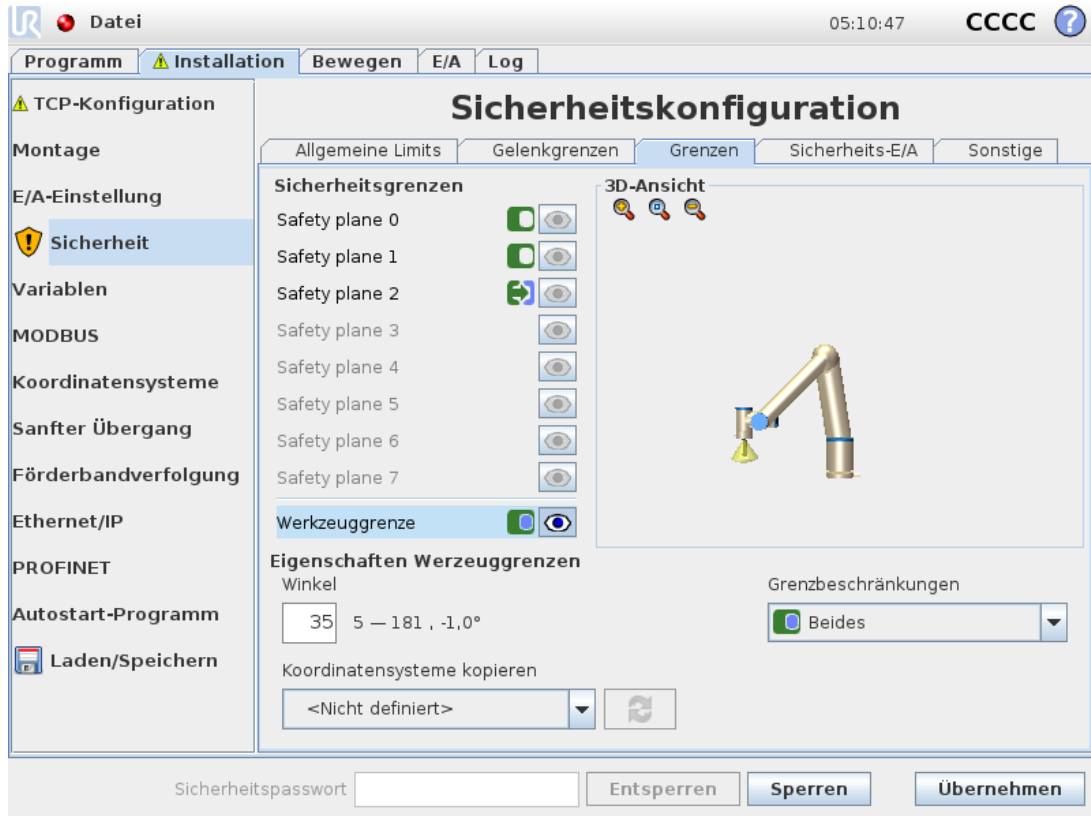 UR Datei 05:10:47 CCCC ?
Programm Installation Bewegen E/A Log
TCP-Konfiguration
Montage
E/A-Einstellung
Sicherheit
Variablen
MODBUS
Koordinatensysteme
Sanfter Übergang
Förderbandverfolgung
Ethernet/IP
PROFINET
Autostart-Programm
Laden/Speichern
Sicherheitskonfiguration
Allgemeine Limits Gelenkgrenzen Grenzen Sicherheits-E/A Sonstige
Sicherheitsgrenzen
Safety plane 0
Safety plane 1
Safety plane 2
Safety plane 3
Safety plane 4
Safety plane 5
Safety plane 6
Safety plane 7
Werkzeuggrenze
3D-Ansicht
Eigenschaften Werzeuggrenzen
Winkel
35 5 — 181 , -1,0°
Grenzbeschränkungen
Beides
Koordinatensysteme kopieren
<Nicht definiert>
Sicherheitspasswort Entsperren Sperren Übernehmen